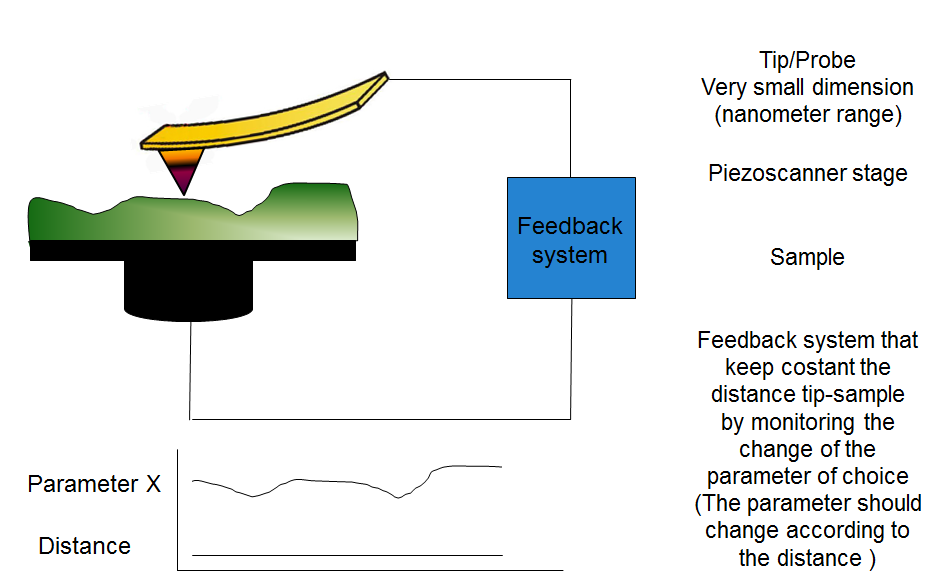 Tip/Probe
Very small dimension
(nanometer range)
Piezoscanner stage
Feedback
system
Sample
Feedback system that
keep costant the
distance tip-sample
by monitoring the
change of the
parameter of choice
(The parameter should
change according to
the distance )
Parameter X
Distance